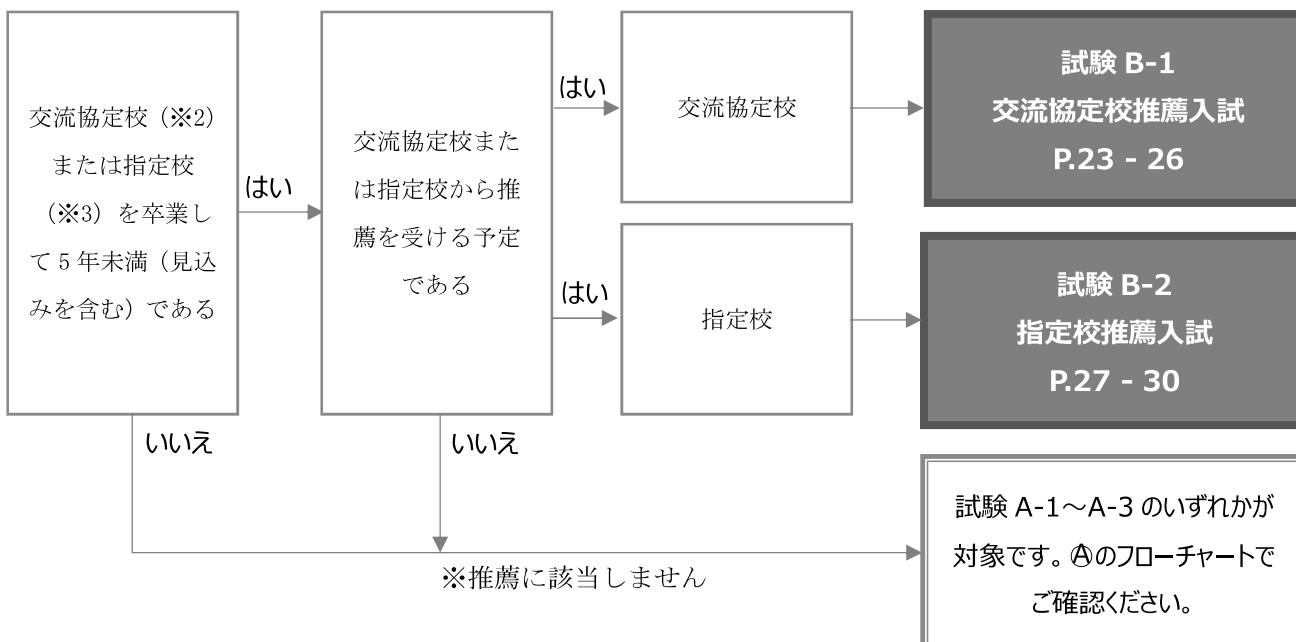 交流協定校（※2）
または指定校
（※3）を卒業し
て 5 年未満（見込
みを含む）である
はい
いいえ
交流協定校また
は指定校から推
薦を受ける予定
である
はい
はい
いいえ
交流協定校
指定校
試験 B-1
交流協定校推薦入試
P.23 - 26
試験 B-2
指定校推薦入試
P.27 - 30
※推薦に該当しません
試験 A-1～A-3 のいずれかが
対象です。Ⓐのフローチャートで
ご確認ください。